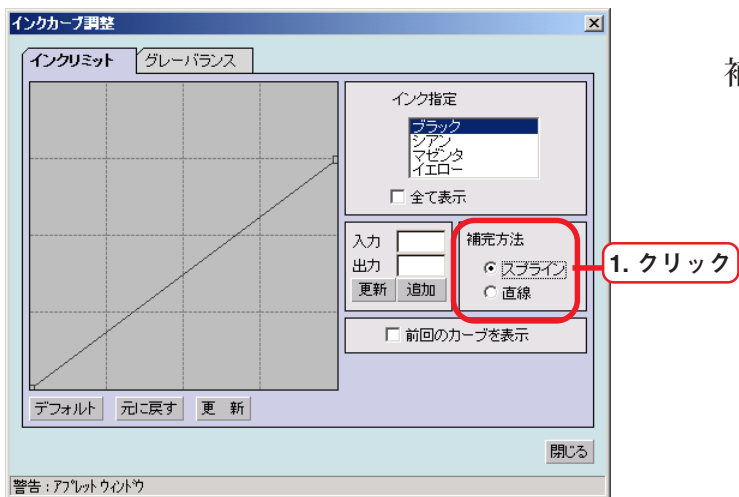 インクカーブ調整
インクリミット
グレーバランス
インク指定
ブラック
シアン
マゼンタ
イエロー
全て表示
入力
出力
更新 追加
補完方法
スプライン
直線
1. クリック
前回のカーブを表示
デフォルト 元に戻す 更 新
閉じる
警告 : アプレット ウィンドウ